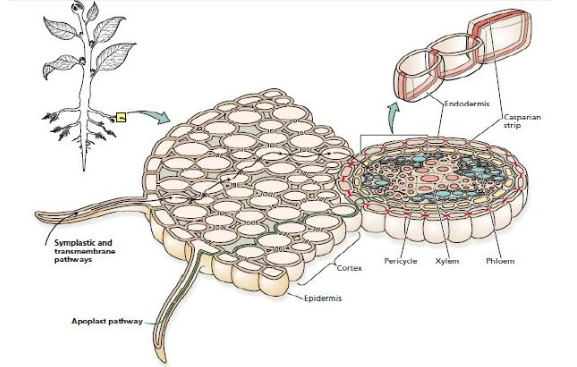 Endodermis
Casparian
strip
Symplastic and
transmembrane
pathways
Pericycle
Xylem
Phloem
Cortex
Epidermis
Apoplast pathway